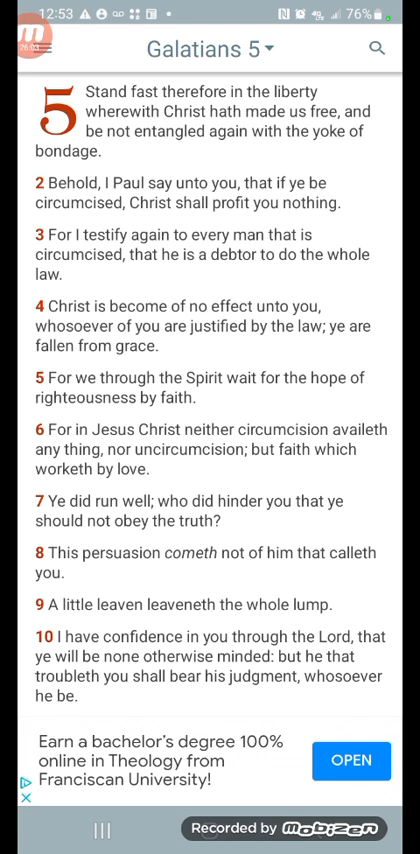 12:53 76%
26:03
Galatians 5
5 Stand fast therefore in the liberty
wherewith Christ hath made us free, and
be not entangled again with the yoke of
bondage.
2 Behold, I Paul say unto you, that if ye be
circumcised, Christ shall profit you nothing.
3 For I testify again to every man that is
circumcised, that he is a debtor to do the whole
law.
4 Christ is become of no effect unto you,
whosoever of you are justified by the law; ye are
fallen from grace.
5 For we through the Spirit wait for the hope of
righteousness by faith.
6 For in Jesus Christ neither circumcision availeth
any thing, nor uncircumcision; but faith which
worketh by love.
7 Ye did run well; who did hinder you that ye
should not obey the truth?
8 This persuasion cometh not of him that calleth
you.
9 A little leaven leaveneth the whole lump.
10 I have confidence in you through the Lord, that
ye will be none otherwise minded: but he that
troubleth you shall bear his judgment, whosoever
he be.
Earn a bachelor's degree 100%
online in Theology from
Franciscan University!
OPEN
Recorded by mobizen